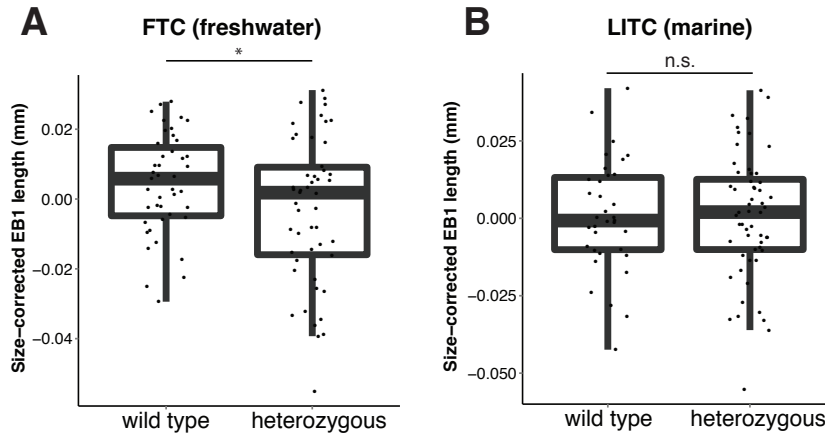 A
FTC (freshwater)
*
Size−corrected EB1 length (mm)
0.02
0.00
−0.02
−0.04
wild type
heterozygous
B
LITC (marine)
n.s.
Size−corrected EB1 length (mm)
0.025
0.000
−0.025
−0.050
wild type
heterozygous